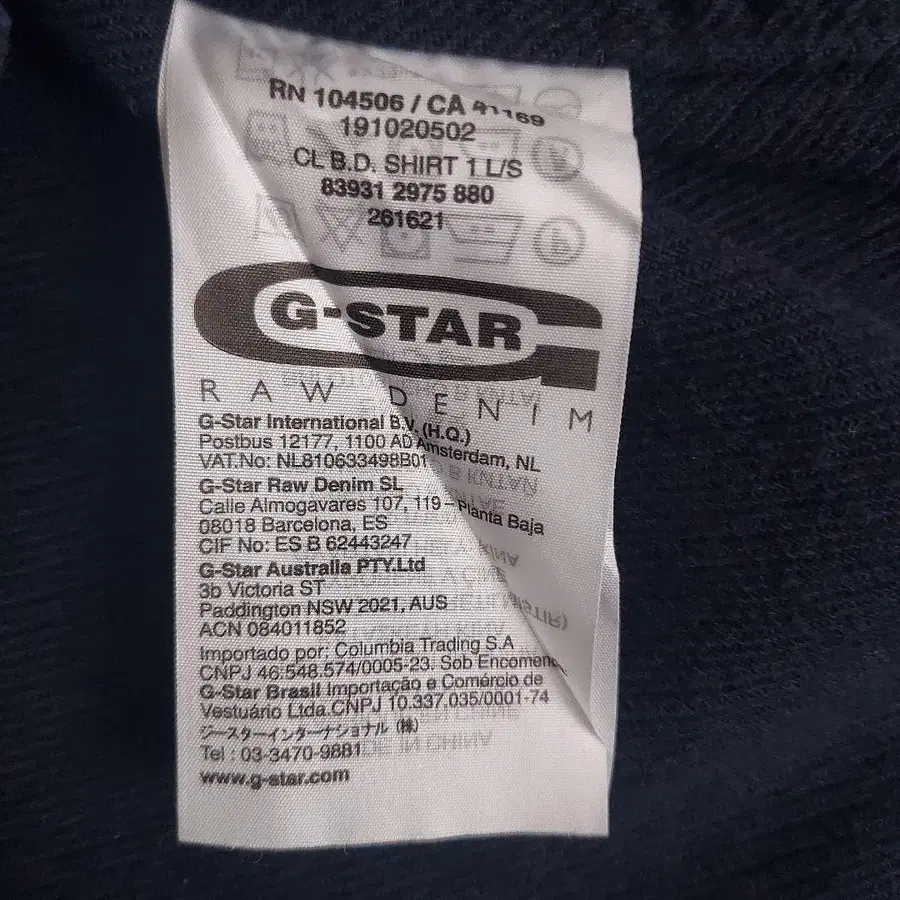 RN 104506 / CA 41169
191020502
CL B.D. SHIRT 1 L/S
83931 2975 880
261621
G-STAR
RAW DENIM
G-Star International B.V. (H.Q.)
Postbus 12177, 1100 AD Amsterdam, NL
VAT.No: NL810633498B01
G-Star Raw Denim SL
Calle Almogavares 107, 119 – Planta Baja
08018 Barcelona, ES
CIF No: ES B 62443247
G-Star Australia PTY.Ltd
3b Victoria ST
Paddington NSW 2021, AUS
ACN 084011852
Importado por: Columbia Trading S.A
CNPJ 46.548.574/0005-23. Sob Encomenc
G-Star Brasil Importação e Comércio de
Vestuário Ltda.CNPJ 10.337.035/0001-74
ジースターインターナショナル (株)
Tel : 03-3470-9881
www.g-star.com